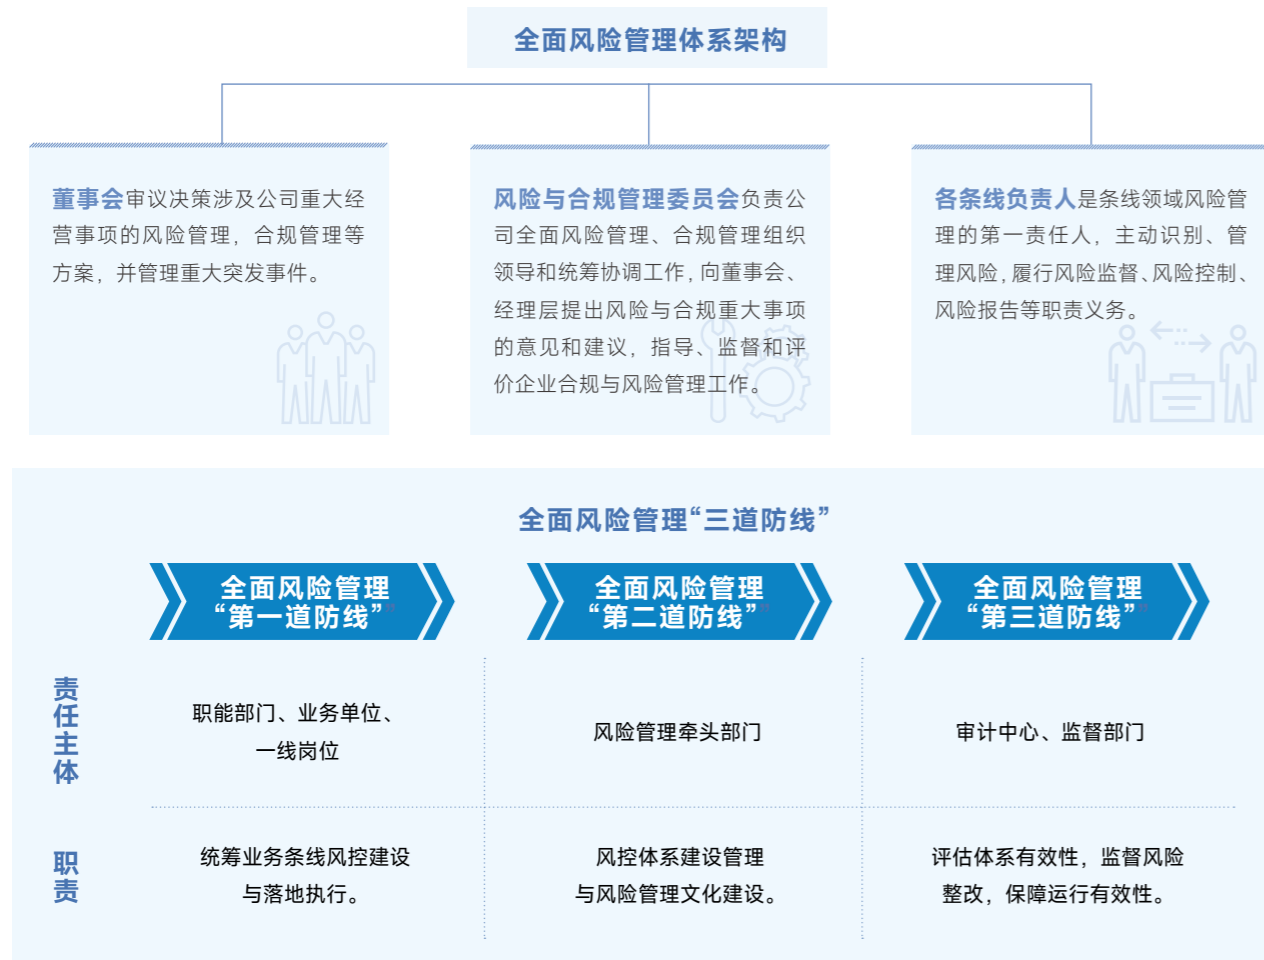 全面风险管理体系架构
董事会审议决策涉及公司重大经
营事项的风险管理，合规管理等
方案，并管理重大突发事件。
风险与合规管理委员会负责公
司全面风险管理、合规管理组织
领导和统筹协调工作，向董事会、
经理层提出风险与合规重大事项
的意见和建议，指导、监督和评
价企业合规与风险管理工作。
各条线负责人是条线领域风险管
理的第一责任人，主动识别、管
理风险，履行风险监督、风险控制、
风险报告等职责义务。
全面风险管理“三道防线”
全面风险管理
“第一道防线””
全面风险管理
“第二道防线””
全面风险管理
“第三道防线””
责任主体
职能部门、业务单位、
一线岗位
风险管理牵头部门
审计中心、监督部门
职责
统筹业务条线风控建设
与落地执行。
风控体系建设管理
与风险管理文化建设。
评估体系有效性，监督风险
整改，保障运行有效性。